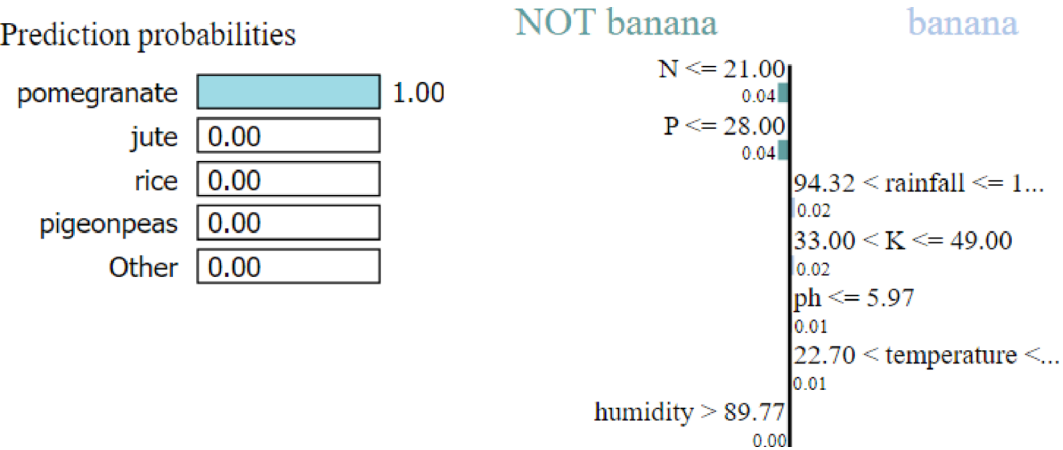 Prediction probabilities
pomegranate 1.00
jute 0.00
rice 0.00
pigeonpeas 0.00
Other 0.00
NOT banana banana
N <= 21.00
0.04
P <= 28.00
0.04
94.32 < rainfall <= 1...
0.02
33.00 < K <= 49.00
0.02
ph <= 5.97
0.01
22.70 < temperature <...
0.01
humidity > 89.77
0.00